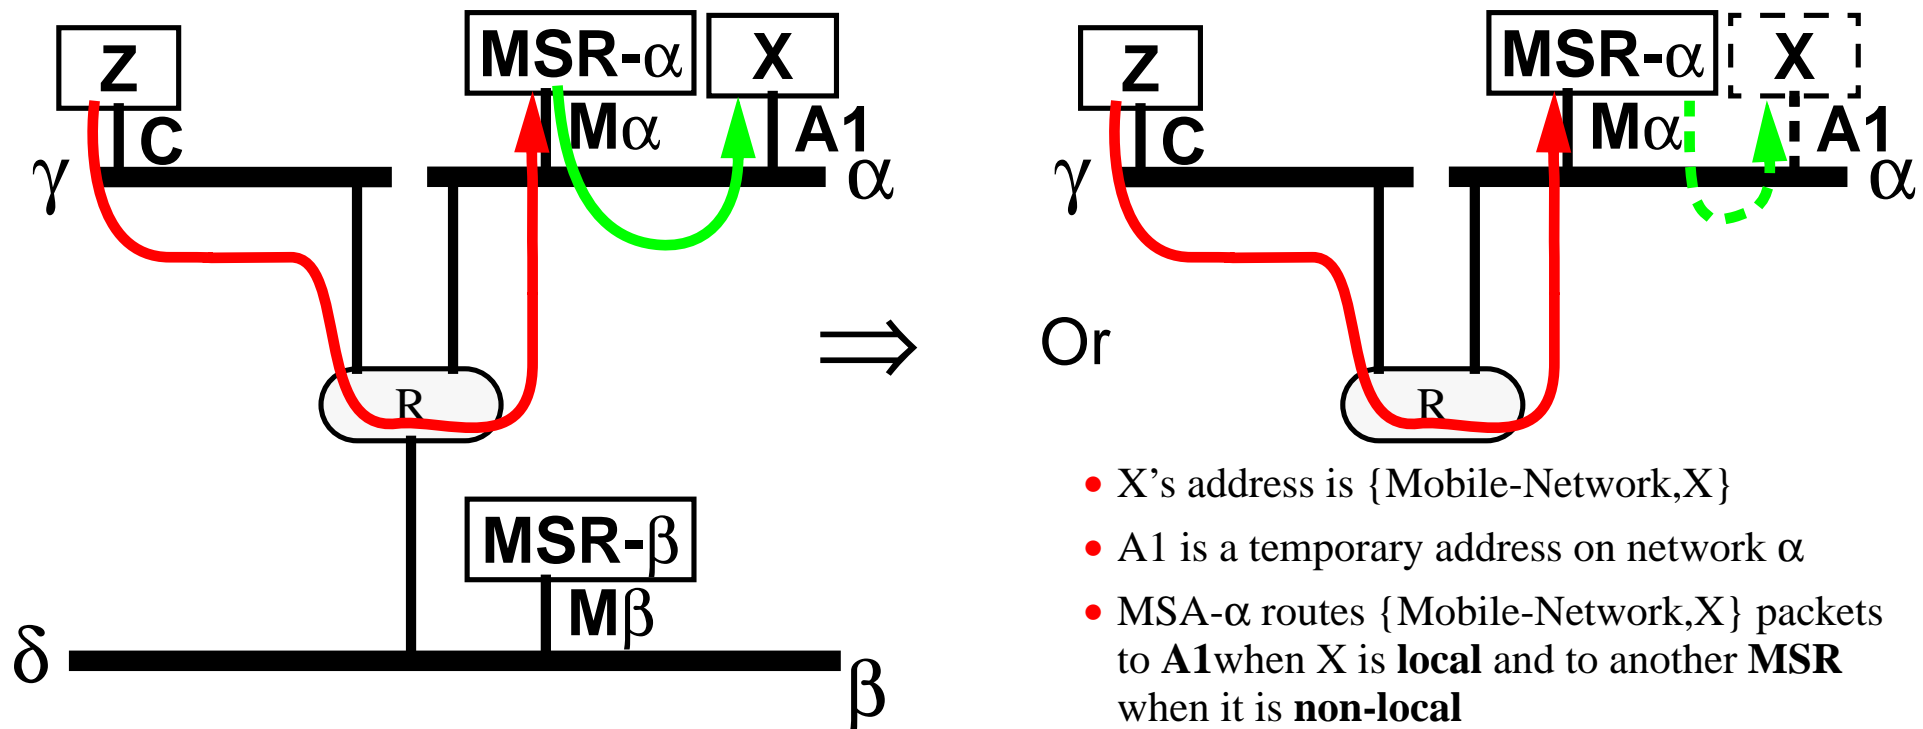 Z
MSR-α
X
C
Mα
A1
γ
α
R
MSR-β
Mβ
δ
β
⇒
Or
Z
MSR-α
X
C
Mα
A1
γ
α
R
• X’s address is {Mobile-Network,X}
• A1 is a temporary address on network α
• MSA-α routes {Mobile-Network,X} packets
to A1when X is local and to another MSR
when it is non-local